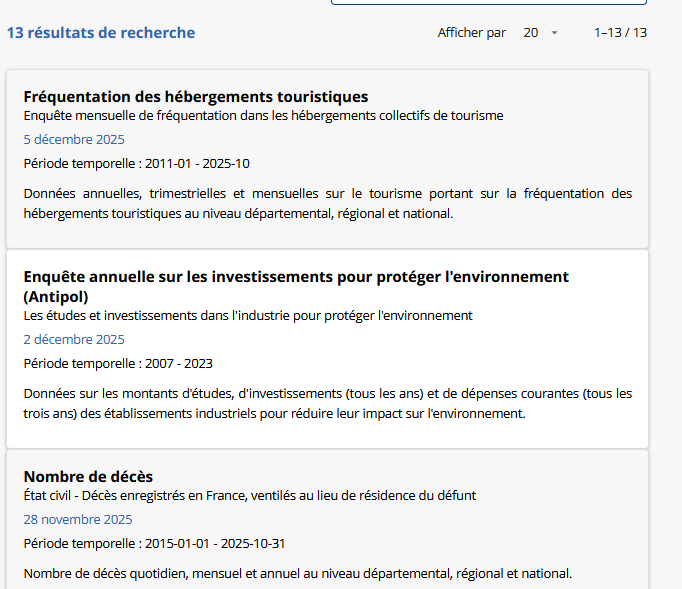 13 résultats de recherche
Afficher par 20 1–13 / 13
Fréquentation des hébergements touristiques
Enquête mensuelle de fréquentation dans les hébergements collectifs de tourisme
5 décembre 2025
Période temporelle : 2011-01 - 2025-10
Données annuelles, trimestrielles et mensuelles sur le tourisme portant sur la fréquentation des
hébergements touristiques au niveau départemental, régional et national.
Enquête annuelle sur les investissements pour protéger l'environnement
(Antipol)
Les études et investissements dans l'industrie pour protéger l'environnement
2 décembre 2025
Période temporelle : 2007 - 2023
Données sur les montants d'études, d'investissements (tous les ans) et de dépenses courantes (tous les
trois ans) des établissements industriels pour réduire leur impact sur l'environnement.
Nombre de décès
État civil - Décès enregistrés en France, ventilés au lieu de résidence du défunt
28 novembre 2025
Période temporelle : 2015-01-01 - 2025-10-31
Nombre de décès quotidien, mensuel et annuel au niveau départemental, régional et national.